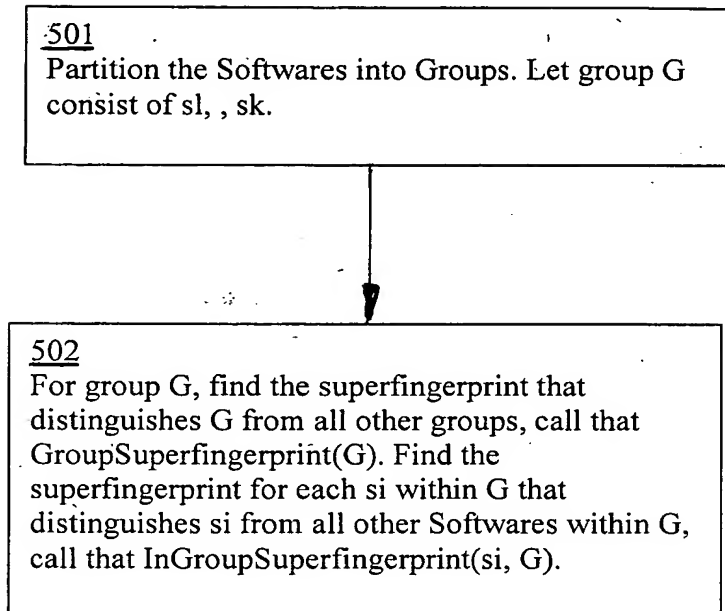 501
Partition the Softwares into Groups. Let group G
consist of sl, , sk.
502
For group G, find the superfingerprint that
distinguishes G from all other groups, call that
GroupSuperfingerprint(G). Find the
superfingerprint for each si within G that
distinguishes si from all other Softwares within G,
call that InGroupSuperfingerprint(si, G).